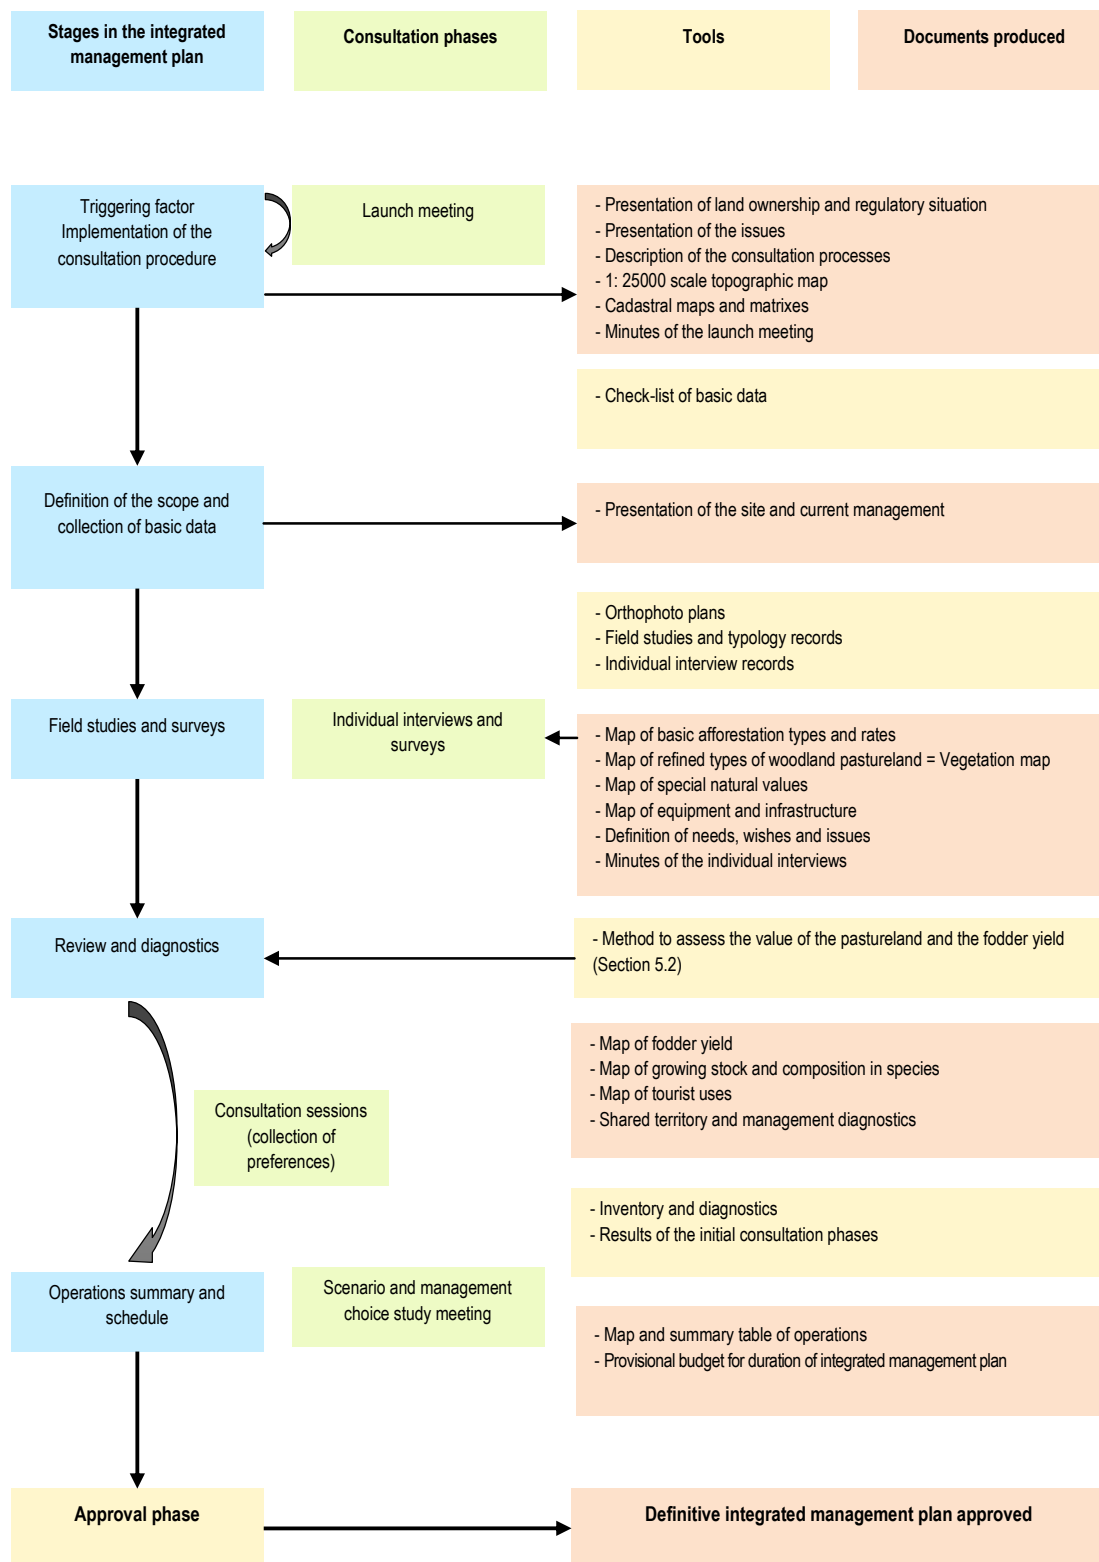 Stages in the integrated
management plan
Consultation phases
Tools
Documents produced
Triggering factor
Implementation of the
consultation procedure
Launch meeting
- Presentation of land ownership and regulatory situation
- Presentation of the issues
- Description of the consultation processes
- 1: 25000 scale topographic map
- Cadastral maps and matrixes
- Minutes of the launch meeting
- Check-list of basic data
Definition of the scope and
collection of basic data
- Presentation of the site and current management
- Orthophoto plans
- Field studies and typology records
- Individual interview records
Field studies and surveys
Individual interviews and
surveys
- Map of basic afforestation types and rates
- Map of refined types of woodland pastureland = Vegetation map
- Map of special natural values
- Map of equipment and infrastructure
- Definition of needs, wishes and issues
- Minutes of the individual interviews
Review and diagnostics
- Method to assess the value of the pastureland and the fodder yield
(Section 5.2)
- Map of fodder yield
- Map of growing stock and composition in species
- Map of tourist uses
- Shared territory and management diagnostics
Consultation sessions
(collection of
preferences)
- Inventory and diagnostics
- Results of the initial consultation phases
Operations summary and
schedule
Scenario and management
choice study meeting
- Map and summary table of operations
- Provisional budget for duration of integrated management plan
Approval phase
Definitive integrated management plan approved